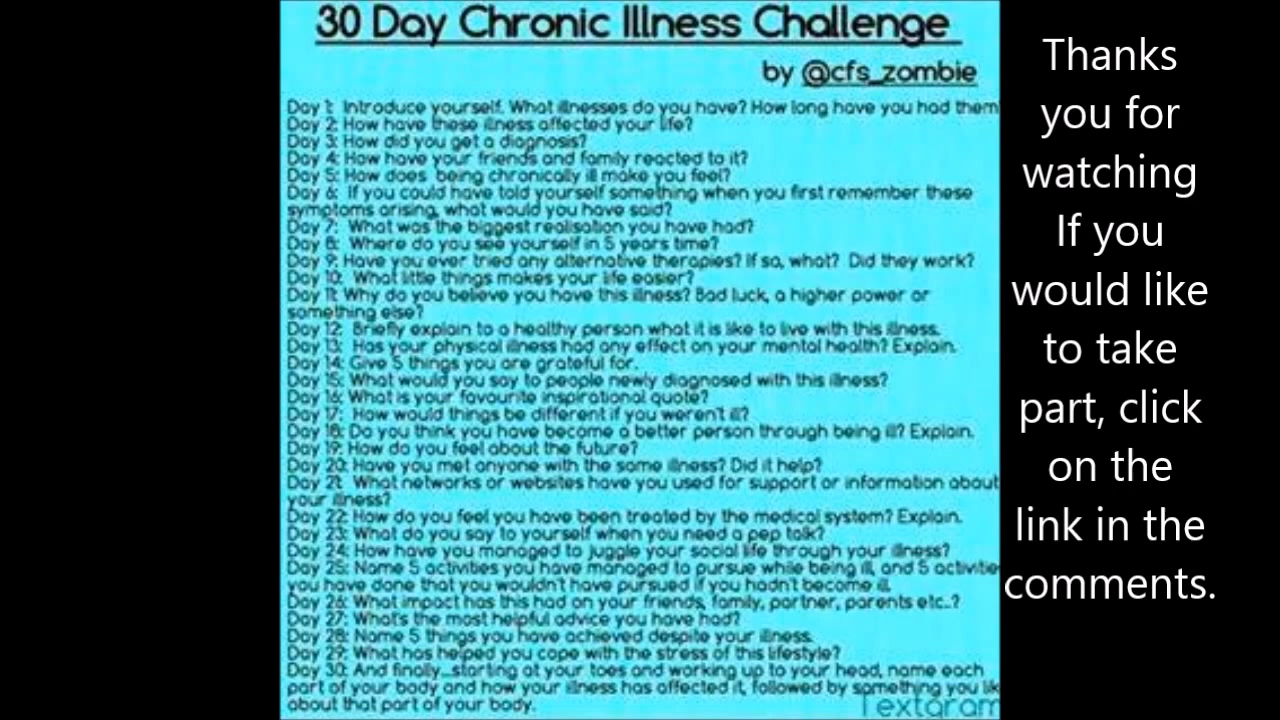 30 Day Chronic Illness Challenge
by @cfs_zombie
Day 1: Introduce yourself. What illnesses do you have? How long have you had them
Day 2: How have these illness affected your life?
Day 3: How did you get a diagnosis?
Day 4: How have your friends and family reacted to it?
Day 5: How does being chronically ill make you feel?
Day 6: If you could have told yourself something when you first remember these
symptoms arising, what would you have said?
Day 7: What was the biggest realisation you have had?
Day 8: Where do you see yourself in 5 years time?
Day 9: Have you ever tried any alternative therapies? If so, what? Did they work?
Day 10: What little things makes your life easier?
Day 11: Why do you believe you have this illness? Bad luck, a higher power or
something else?
Day 12: Briefly explain to a healthy person what it is like to live with this illness.
Day 13: Has your physical illness had any effect on your mental health? Explain.
Day 14: Give 5 things you are grateful for.
Day 15: What would you say to people newly diagnosed with this illness?
Day 16: What is your favourite inspirational quote?
Day 17: How would things be different if you weren't ill?
Day 18: Do you think you have become a better person through being ill? Explain.
Day 19: How do you feel about the future?
Day 20: Have you met anyone with the same illness? Did it help?
Day 21: What networks or websites have you used for support or information about
your illness?
Day 22: How do you feel you have been treated by the medical system? Explain.
Day 23: What do you say to yourself when you need a pep talk?
Day 24: How have you managed to juggle your social life through your illness?
Day 25: Name 5 activities you have managed to pursue while being ill, and 5 activitie
you have done that you wouldn't have pursued if you hadn't become ill.
Day 26: What impact has this had on your friends, family, partner, parents etc..?
Day 27: What's the most helpful advice you have had?
Day 28: Name 5 things you have achieved despite your illness.
Day 29: What has helped you cope with the stress of this lifestyle?
Day 30: And finally...starting at your toes and working up to your head, name each
part of your body and how your illness has affected it, followed by something you lik
about that part of your body.
Textgram
Thanks
you for
watching
If you
would like
to take
part, click
on the
link in the
comments.